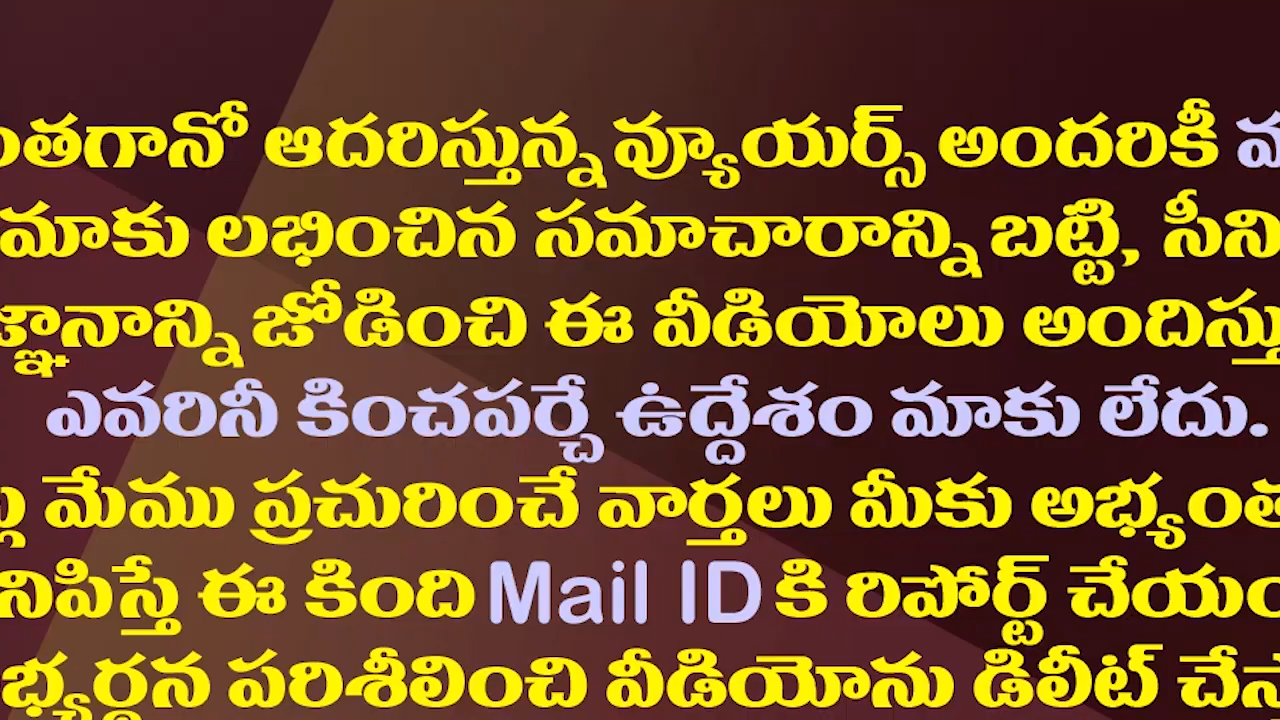 ఆదరిస్తున్న వ్యూయర్స్ అందరికీ
మాకు లభించిన సమాచారాన్ని బట్టి,
జోడించి ఈ వీడియోలు
ఎవరినీ కించపర్చే ఉద్దేశం మాకు లేదు.
మేము ప్రచురించే వార్తలు మీకు
ఈ కింది Mail ID కి రిపోర్ట్
పరిశీలించి వీడియోను డిలీట్